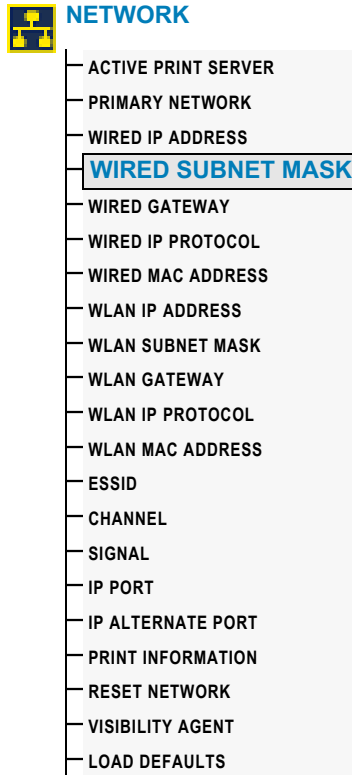 NETWORK
ACTIVE PRINT SERVER
PRIMARY NETWORK
WIRED IP ADDRESS
WIRED SUBNET MASK
WIRED GATEWAY
WIRED IP PROTOCOL
WIRED MAC ADDRESS
WLAN IP ADDRESS
WLAN SUBNET MASK
WLAN GATEWAY
WLAN IP PROTOCOL
WLAN MAC ADDRESS
ESSID
CHANNEL
SIGNAL
IP PORT
IP ALTERNATE PORT
PRINT INFORMATION
RESET NETWORK
VISIBILITY AGENT
LOAD DEFAULTS